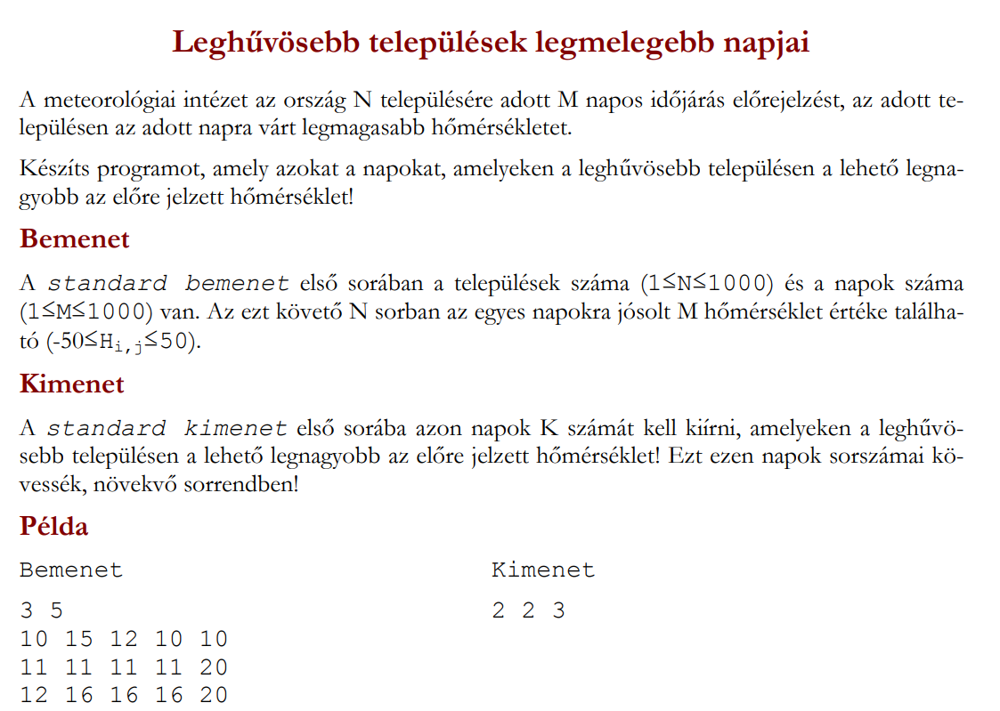 Leghűvösebb települések legmelegebb napjai
A meteorológiai intézet az ország N településére adott M napos időjárás előrejelzést, az adott te-
lepülésen az adott napra várt legmagasabb hőmérsékletet.
Készíts programot, amely azokat a napokat, amelyeken a leghűvösebb településen a lehető legna-
gyobb az előre jelzett hőmérséklet!
Bemenet
A standard bemenet első sorában a települések száma (1≤N≤1000) és a napok száma
(1≤M≤1000) van. Az ezt követő N sorban az egyes napokra jósolt M hőmérséklet értéke találha-
tó (-50≤Hi,j≤50).
Kimenet
A standard kimenet első sorába azon napok K számát kell kiírni, amelyeken a leghűvö-
sebb településen a lehető legnagyobb az előre jelzett hőmérséklet! Ezt ezen napok sorszámai kö-
vessék, növekvő sorrendben!
Példa
Bemenet Kimenet
3 5 2 2 3
10 15 12 10 10
11 11 11 11 20
12 16 16 16 20